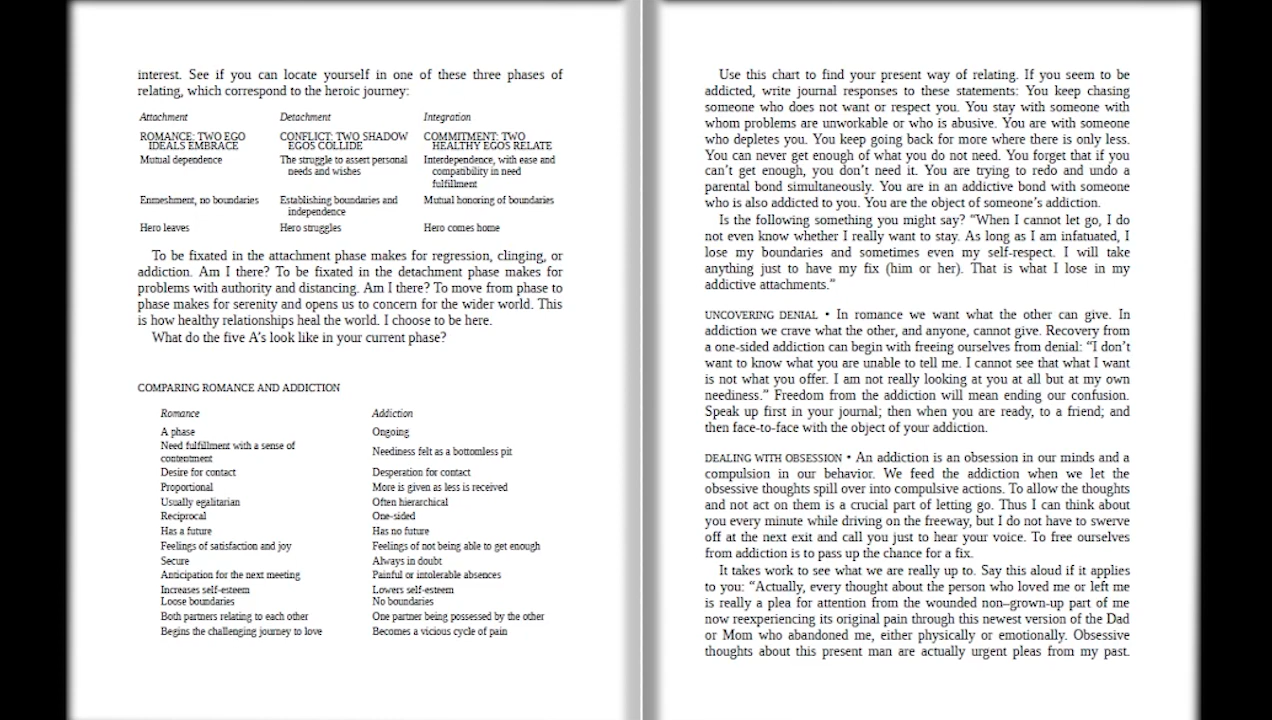 interest. See if you can locate yourself in one of these three phases of
relating, which correspond to the heroic journey:
Attachment Detachment Integration
ROMANCE: TWO EGO CONFLICT: TWO SHADOW COMMITMENT: TWO
IDEALS EMBRACE EGOS COLLIDE HEALTHY EGOS RELATE
Mutual dependence The struggle to assert personal Interdependence, with ease and
needs and wishes compatibility in need
fulfillment
Enmeshment, no boundaries Establishing boundaries and Mutual honoring of boundaries
independence
Hero leaves Hero struggles Hero comes home
To be fixated in the attachment phase makes for regression, clinging, or
addiction. Am I there? To be fixated in the detachment phase makes for
problems with authority and distancing. Am I there? To move from phase to
phase makes for serenity and opens us to concern for the wider world. This
is how healthy relationships heal the world. I choose to be here.
What do the five A’s look like in your current phase?
COMPARING ROMANCE AND ADDICTION
Romance Addiction
A phase Ongoing
Need fulfillment with a sense of
contentment Neediness felt as a bottomless pit
Desire for contact Desperation for contact
Proportional More is given as less is received
Usually egalitarian Often hierarchical
Reciprocal One-sided
Has a future Has no future
Feelings of satisfaction and joy Feelings of not being able to get enough
Secure Always in doubt
Anticipation for the next meeting Painful or intolerable absences
Increases self-esteem Lowers self-esteem
Loose boundaries No boundaries
Both partners relating to each other One partner being possessed by the other
Begins the challenging journey to love Becomes a vicious cycle of pain
Use this chart to find your present way of relating. If you seem to be
addicted, write journal responses to these statements: You keep chasing
someone who does not want or respect you. You stay with someone with
whom problems are unworkable or who is abusive. You are with someone
who depletes you. You keep going back for more where there is only less.
You can never get enough of what you do not need. You forget that if you
can’t get enough, you don’t need it. You are trying to redo and undo a
parental bond simultaneously. You are in an addictive bond with someone
who is also addicted to you. You are the object of someone’s addiction.
Is the following something you might say? “When I cannot let go, I do
not even know whether I really want to stay. As long as I am infatuated, I
lose my boundaries and sometimes even my self-respect. I will take
anything just to have my fix (him or her). That is what I lose in my
addictive attachments.”
UNCOVERING DENIAL • In romance we want what the other can give. In
addiction we crave what the other, and anyone, cannot give. Recovery from
a one-sided addiction can begin with freeing ourselves from denial: “I don’t
want to know what you are unable to tell me. I cannot see that what I want
is not what you offer. I am not really looking at you at all but at my own
neediness.” Freedom from the addiction will mean ending our confusion.
Speak up first in your journal; then when you are ready, to a friend; and
then face-to-face with the object of your addiction.
DEALING WITH OBSESSION • An addiction is an obsession in our minds and a
compulsion in our behavior. We feed the addiction when we let the
obsessive thoughts spill over into compulsive actions. To allow the thoughts
and not act on them is a crucial part of letting go. Thus I can think about
you every minute while driving on the freeway, but I do not have to swerve
off at the next exit and call you just to hear your voice. To free ourselves
from addiction is to pass up the chance for a fix.
It takes work to see what we are really up to. Say this aloud if it applies
to you: “Actually, every thought about the person who loved me or left me
is really a plea for attention from the wounded non–grown-up part of me
now reexperiencing its original pain through this newest version of the Dad
or Mom who abandoned me, either physically or emotionally. Obsessive
thoughts about this present man are actually urgent pleas from my past.